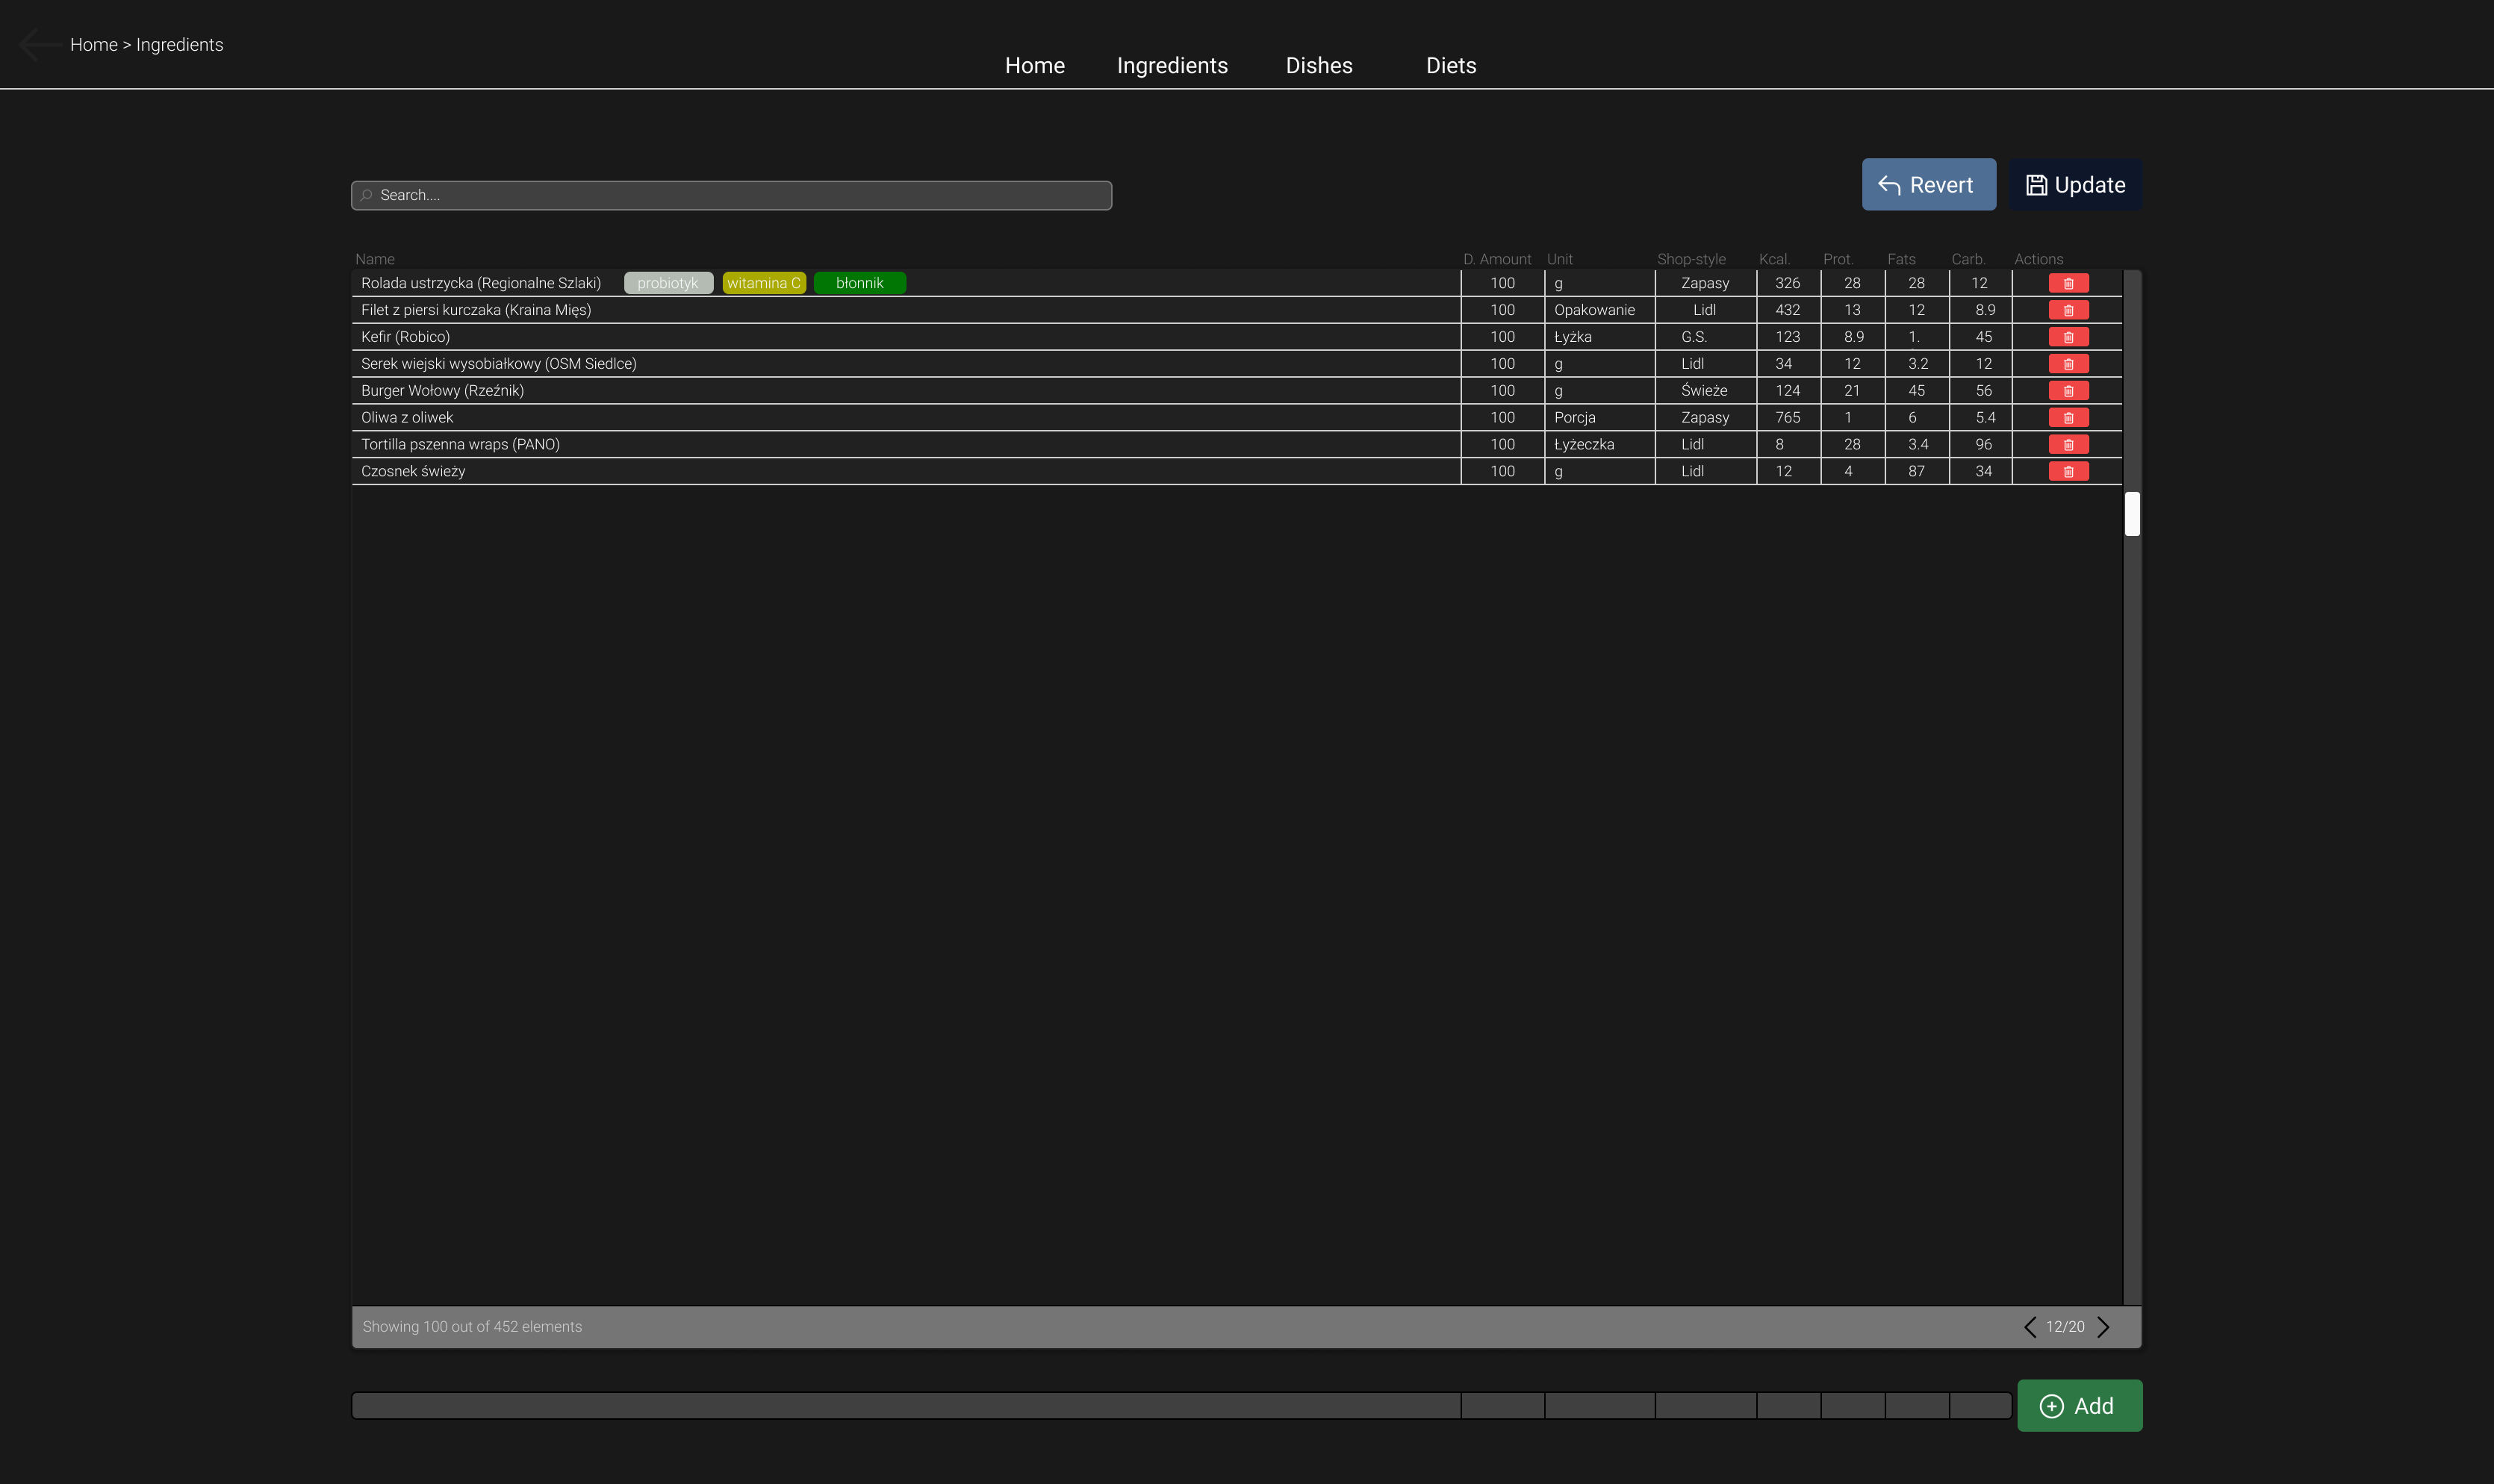 Home > Ingredients
Home Ingredients Dishes Diets
Search....
Revert Update
Name D. Amount Unit Shop-style Kcal. Prot. Fats Carb. Actions
Rolada ustrzycka (Regionalne Szlaki) probiotyk witamina C błonnik 100 g Zapasy 326 28 28 12
Filet z piersi kurczaka (Kraina Mięs) 100 Opakowanie Lidl 432 13 12 8.9
Kefir (Robico) 100 Łyżka G.S. 123 8.9 1. 45
Serek wiejski wysobiałkowy (OSM Siedlce) 100 g Lidl 34 12 3.2 12
Burger Wołowy (Rzeźnik) 100 g Świeże 124 21 45 56
Oliwa z oliwek 100 Porcja Zapasy 765 1 6 5.4
Tortilla pszenna wraps (PANO) 100 Łyżeczka Lidl 8 28 3.4 96
Czosnek świeży 100 g Lidl 12 4 87 34
Showing 100 out of 452 elements 12/20
Add